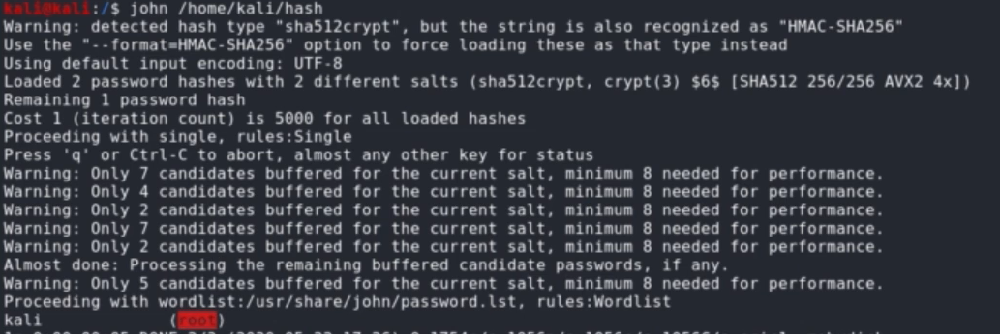 kali@kali:/$ john /home/kali/hash
Warning: detected hash type "sha512crypt", but the string is also recognized as "HMAC-SHA256"
Use the "--format=HMAC-SHA256" option to force loading these as that type instead
Using default input encoding: UTF-8
Loaded 2 password hashes with 2 different salts (sha512crypt, crypt(3) $6$ [SHA512 256/256 AVX2 4x])
Remaining 1 password hash
Cost 1 (iteration count) is 5000 for all loaded hashes
Proceeding with single, rules:Single
Press 'q' or Ctrl-C to abort, almost any other key for status
Warning: Only 7 candidates buffered for the current salt, minimum 8 needed for performance.
Warning: Only 4 candidates buffered for the current salt, minimum 8 needed for performance.
Warning: Only 2 candidates buffered for the current salt, minimum 8 needed for performance.
Warning: Only 7 candidates buffered for the current salt, minimum 8 needed for performance.
Warning: Only 2 candidates buffered for the current salt, minimum 8 needed for performance.
Almost done: Processing the remaining buffered candidate passwords, if any.
Warning: Only 5 candidates buffered for the current salt, minimum 8 needed for performance.
Proceeding with wordlist:/usr/share/john/password.lst, rules:Wordlist
kali (root)